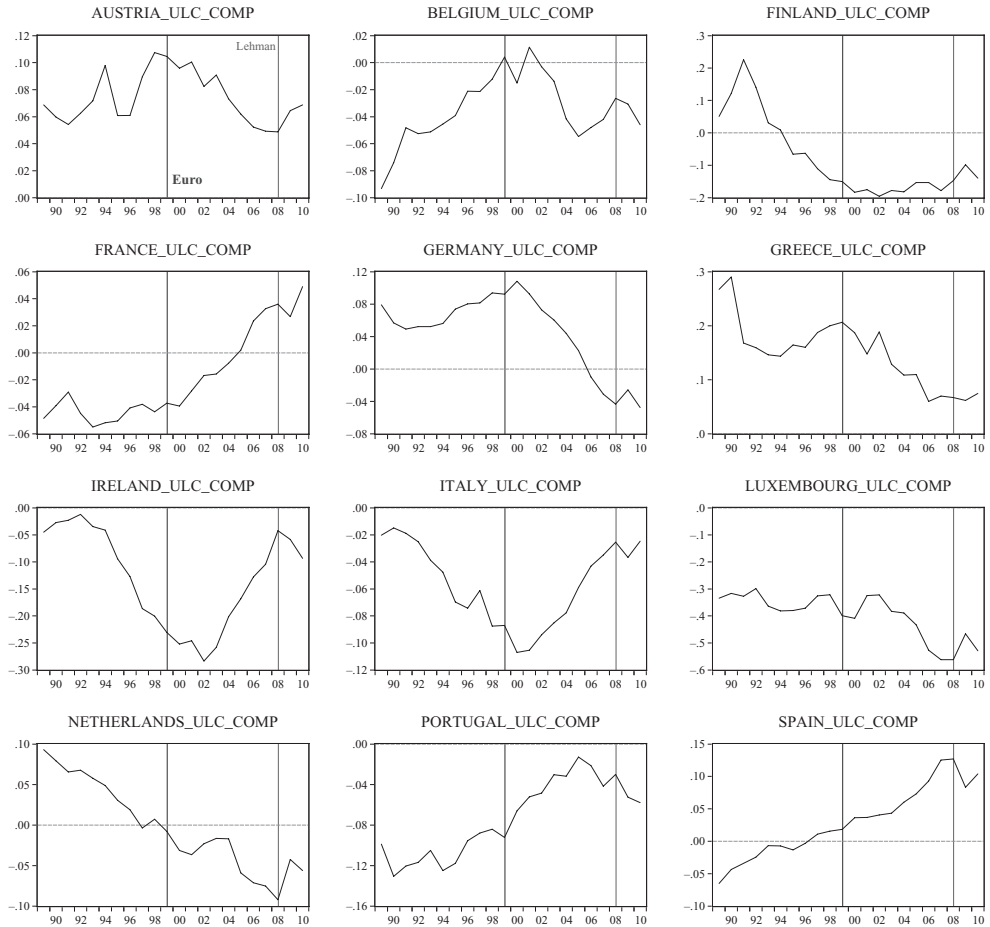 AUSTRIA_ULC_COMP
.12
.10
.08
.06
.04
.02
.00
Lehman
Euro
90 92 94 96 98 00 02 04 06 08 10
BELGIUM_ULC_COMP
.02
.00
–.02
–.04
–.06
–.08
–.10
90 92 94 96 98 00 02 04 06 08 10
FINLAND_ULC_COMP
.3
.2
.1
.0
–.1
–.2
90 92 94 96 98 00 02 04 06 08 10
FRANCE_ULC_COMP
.06
.04
.02
.00
–.02
–.04
–.06
90 92 94 96 98 00 02 04 06 08 10
GERMANY_ULC_COMP
.12
.08
.04
.00
–.04
–.08
90 92 94 96 98 00 02 04 06 08 10
GREECE_ULC_COMP
.3
.2
.1
.0
90 92 94 96 98 00 02 04 06 08 10
IRELAND_ULC_COMP
.00
–.05
–.10
–.15
–.20
–.25
–.30
90 92 94 96 98 00 02 04 06 08 10
ITALY_ULC_COMP
.00
–.02
–.04
–.06
–.08
–.10
–.12
90 92 94 96 98 00 02 04 06 08 10
LUXEMBOURG_ULC_COMP
.0
–.1
–.2
–.3
–.4
–.5
–.6
90 92 94 96 98 00 02 04 06 08 10
NETHERLANDS_ULC_COMP
.10
.05
.00
–.05
–.10
90 92 94 96 98 00 02 04 06 08 10
PORTUGAL_ULC_COMP
.00
–.04
–.08
–.12
–.16
90 92 94 96 98 00 02 04 06 08 10
SPAIN_ULC_COMP
.15
.10
.05
.00
–.05
–.10
90 92 94 96 98 00 02 04 06 08 10